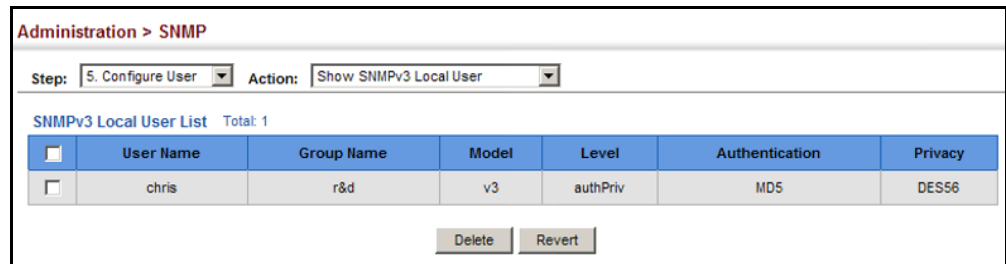 Administration > SNMP
Step: 5. Configure User Action: Show SNMPv3 Local User
SNMPv3 Local User List Total: 1
User Name Group Name Model Level Authentication Privacy
chris r&d v3 authPriv MD5 DES56
Delete Revert